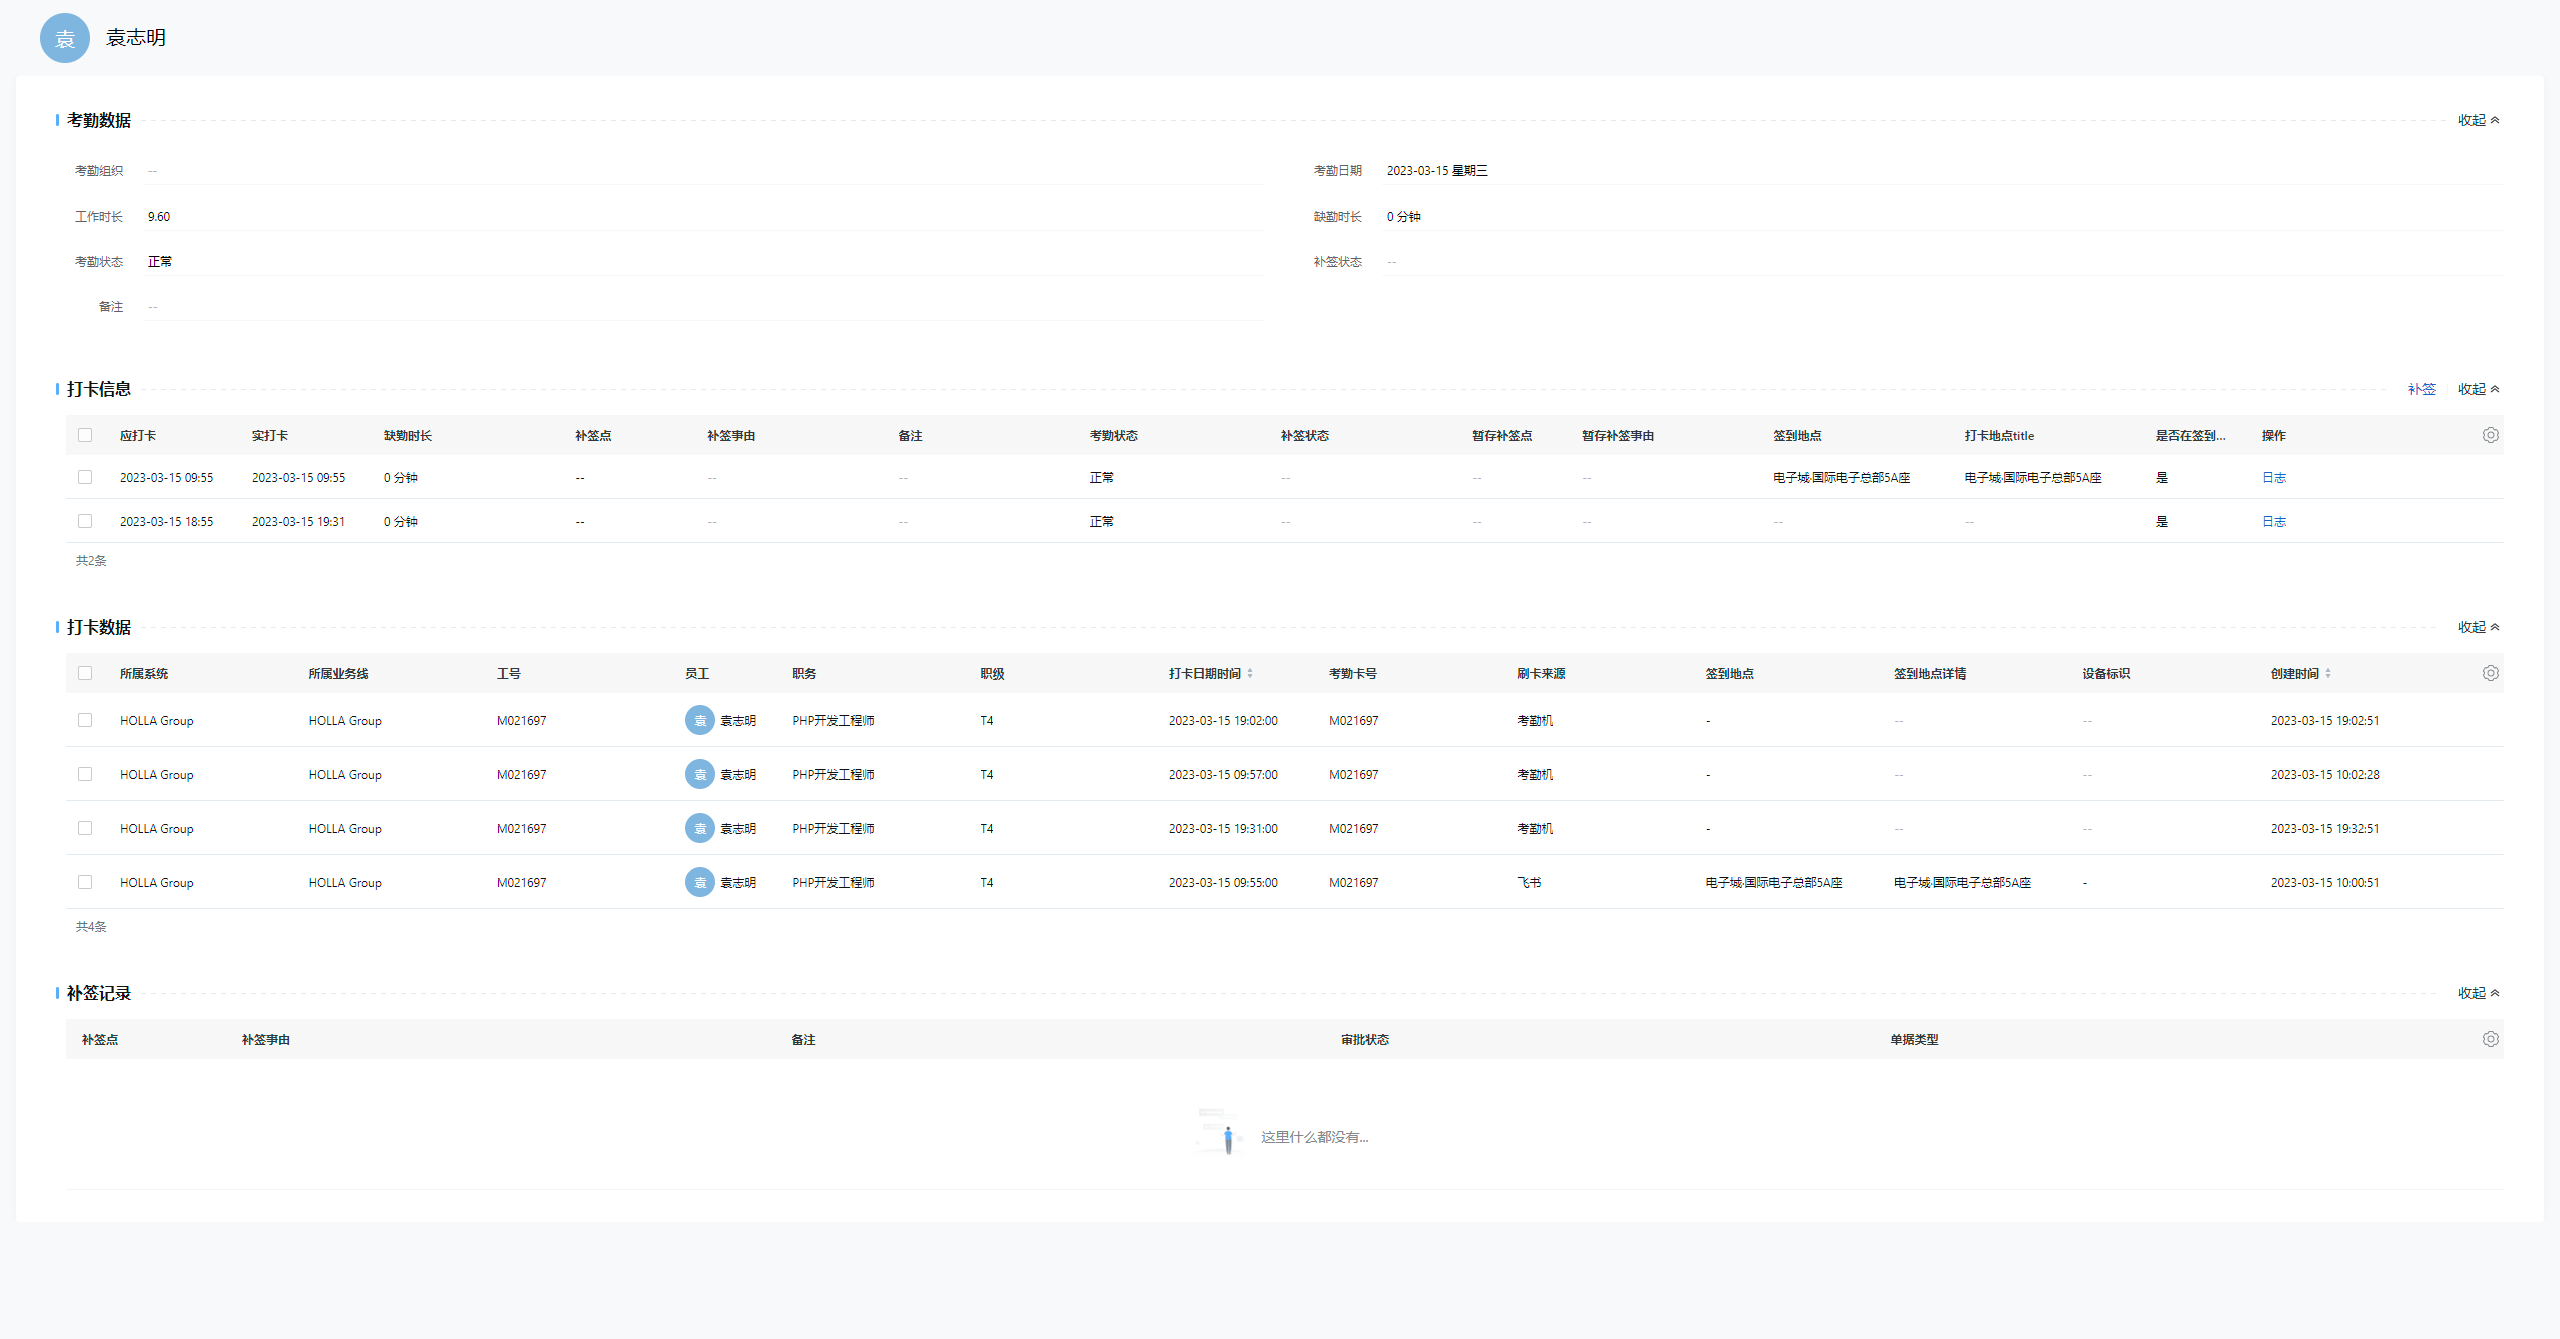 袁 袁志明
考勤数据 收起
考勤组织 -- 考勤日期 2023-03-15 星期三
工作时长 9.60 缺勤时长 0 分钟
考勤状态 正常 补签状态 --
备注 --
打卡信息 补签 收起
应打卡 实打卡 缺勤时长 补签点 补签事由 备注 考勤状态 补签状态 暂存补签点 暂存补签事由 签到地点 打卡地点title 是否在签到... 操作
2023-03-15 09:55 2023-03-15 09:55 0 分钟 -- -- -- 正常 -- -- -- 电子城·国际电子总部5A座 电子城·国际电子总部5A座 是 日志
2023-03-15 18:55 2023-03-15 19:31 0 分钟 -- -- -- 正常 -- -- -- -- -- 是 日志
共2条
打卡数据 收起
所属系统 所属业务线 工号 员工 职务 职级 打卡日期时间 考勤卡号 刷卡来源 签到地点 签到地点详情 设备标识 创建时间
HOLLA Group HOLLA Group M021697 袁 袁志明 PHP开发工程师 T4 2023-03-15 19:02:00 M021697 考勤机 - -- -- 2023-03-15 19:02:51
HOLLA Group HOLLA Group M021697 袁 袁志明 PHP开发工程师 T4 2023-03-15 09:57:00 M021697 考勤机 - -- -- 2023-03-15 10:02:28
HOLLA Group HOLLA Group M021697 袁 袁志明 PHP开发工程师 T4 2023-03-15 19:31:00 M021697 考勤机 - -- -- 2023-03-15 19:32:51
HOLLA Group HOLLA Group M021697 袁 袁志明 PHP开发工程师 T4 2023-03-15 09:55:00 M021697 飞书 电子城·国际电子总部5A座 电子城·国际电子总部5A座 - 2023-03-15 10:00:51
共4条
补签记录 收起
补签点 补签事由 备注 审批状态 单据类型
这里什么都没有...